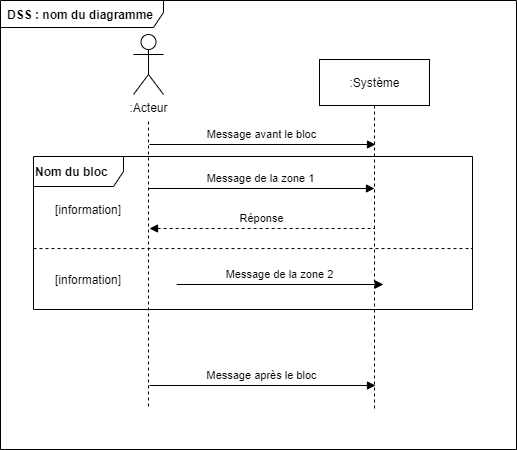 DSS : nom du diagramme
:Acteur
:Système
Message avant le bloc
Nom du bloc
Message de la zone 1
[information]
Réponse
Message de la zone 2
[information]
Message après le bloc